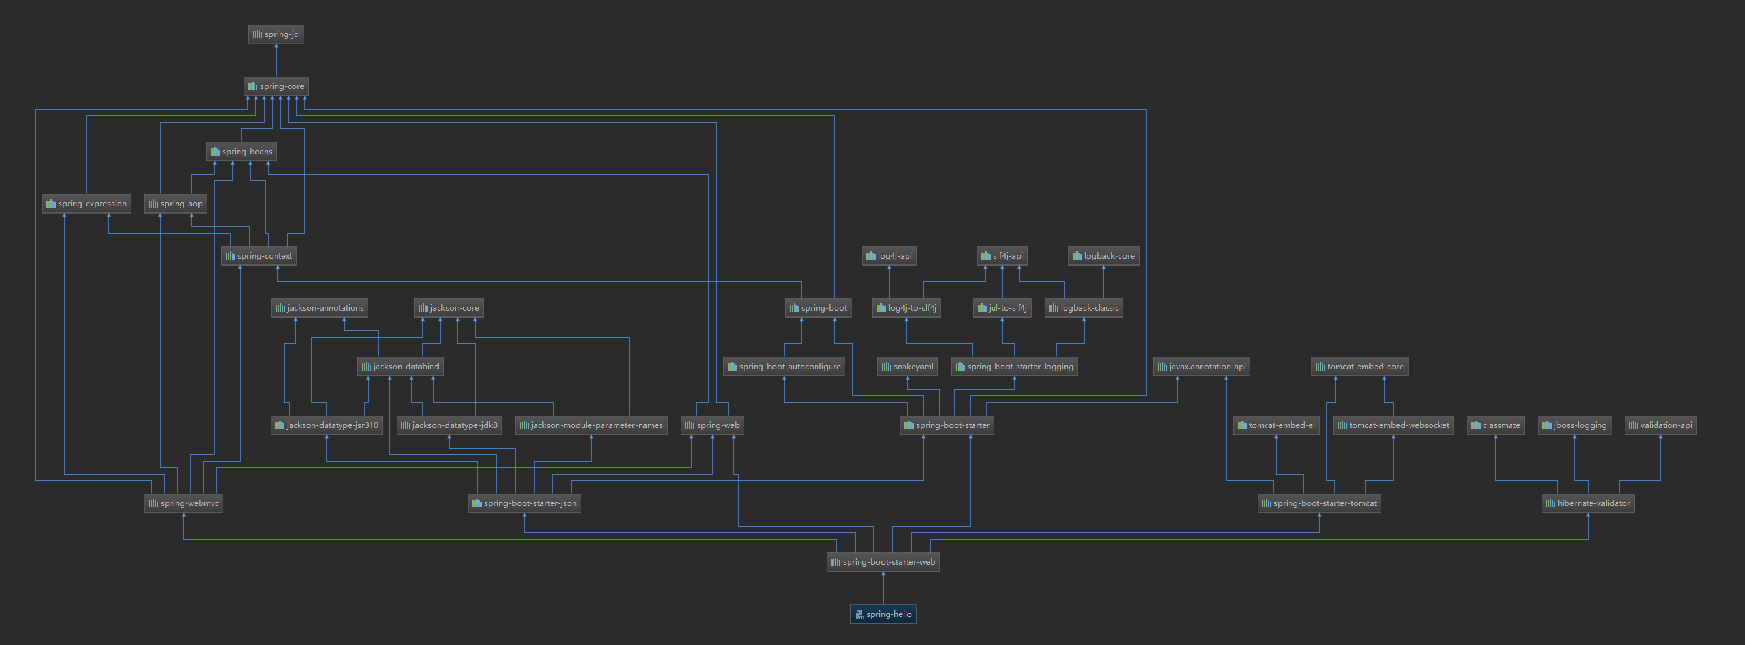 spring-jcl
spring-core
spring-beans
spring-expression
spring-aop
spring-context
log4j-api
slf4j-api
logback-core
jackson-annotations
jackson-core
spring-boot
log4j-to-slf4j
jul-to-slf4j
logback-classic
jackson-databind
spring-boot-autoconfigure
snakeyaml
spring-boot-starter-logging
javax.annotation-api
tomcat-embed-core
jackson-datatype-jsr310
jackson-datatype-jdk8
jackson-module-parameter-names
spring-web
spring-boot-starter
tomcat-embed-el
tomcat-embed-websocket
classmate
jboss-logging
validation-api
spring-webmvc
spring-boot-starter-json
spring-boot-starter-tomcat
hibernate-validator
spring-boot-starter-web
spring-hello